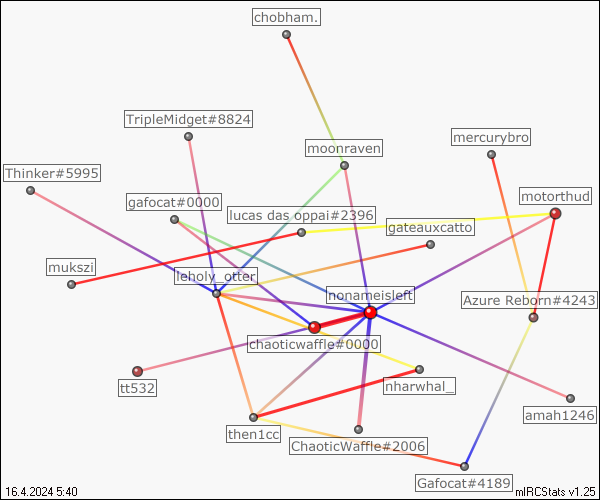 chobham.
TripleMidget#8824
moonraven
mercurybro
Thinker#5995
gafocat#0000
motorthud
lucas das oppai#2396
gateauxcatto
mukszi
leholy_otter
nonameisleft
Azure Reborn#4243
chaoticwaffle#0000
tt532
nharwhal_
amah1246
then1cc
ChaoticWaffle#2006
Gafocat#4189
16.4.2024 5:40
mIRCStats v1.25